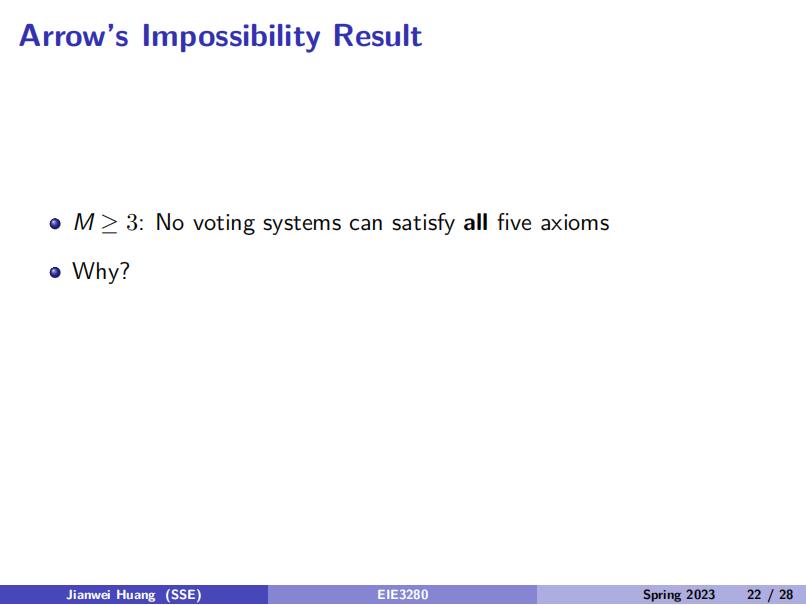 Arrow's Impossibility Result
M ≥ 3: No voting systems can satisfy all five axioms
Why?
Jianwei Huang (SSE) EIE3280 Spring 2023 22 / 28